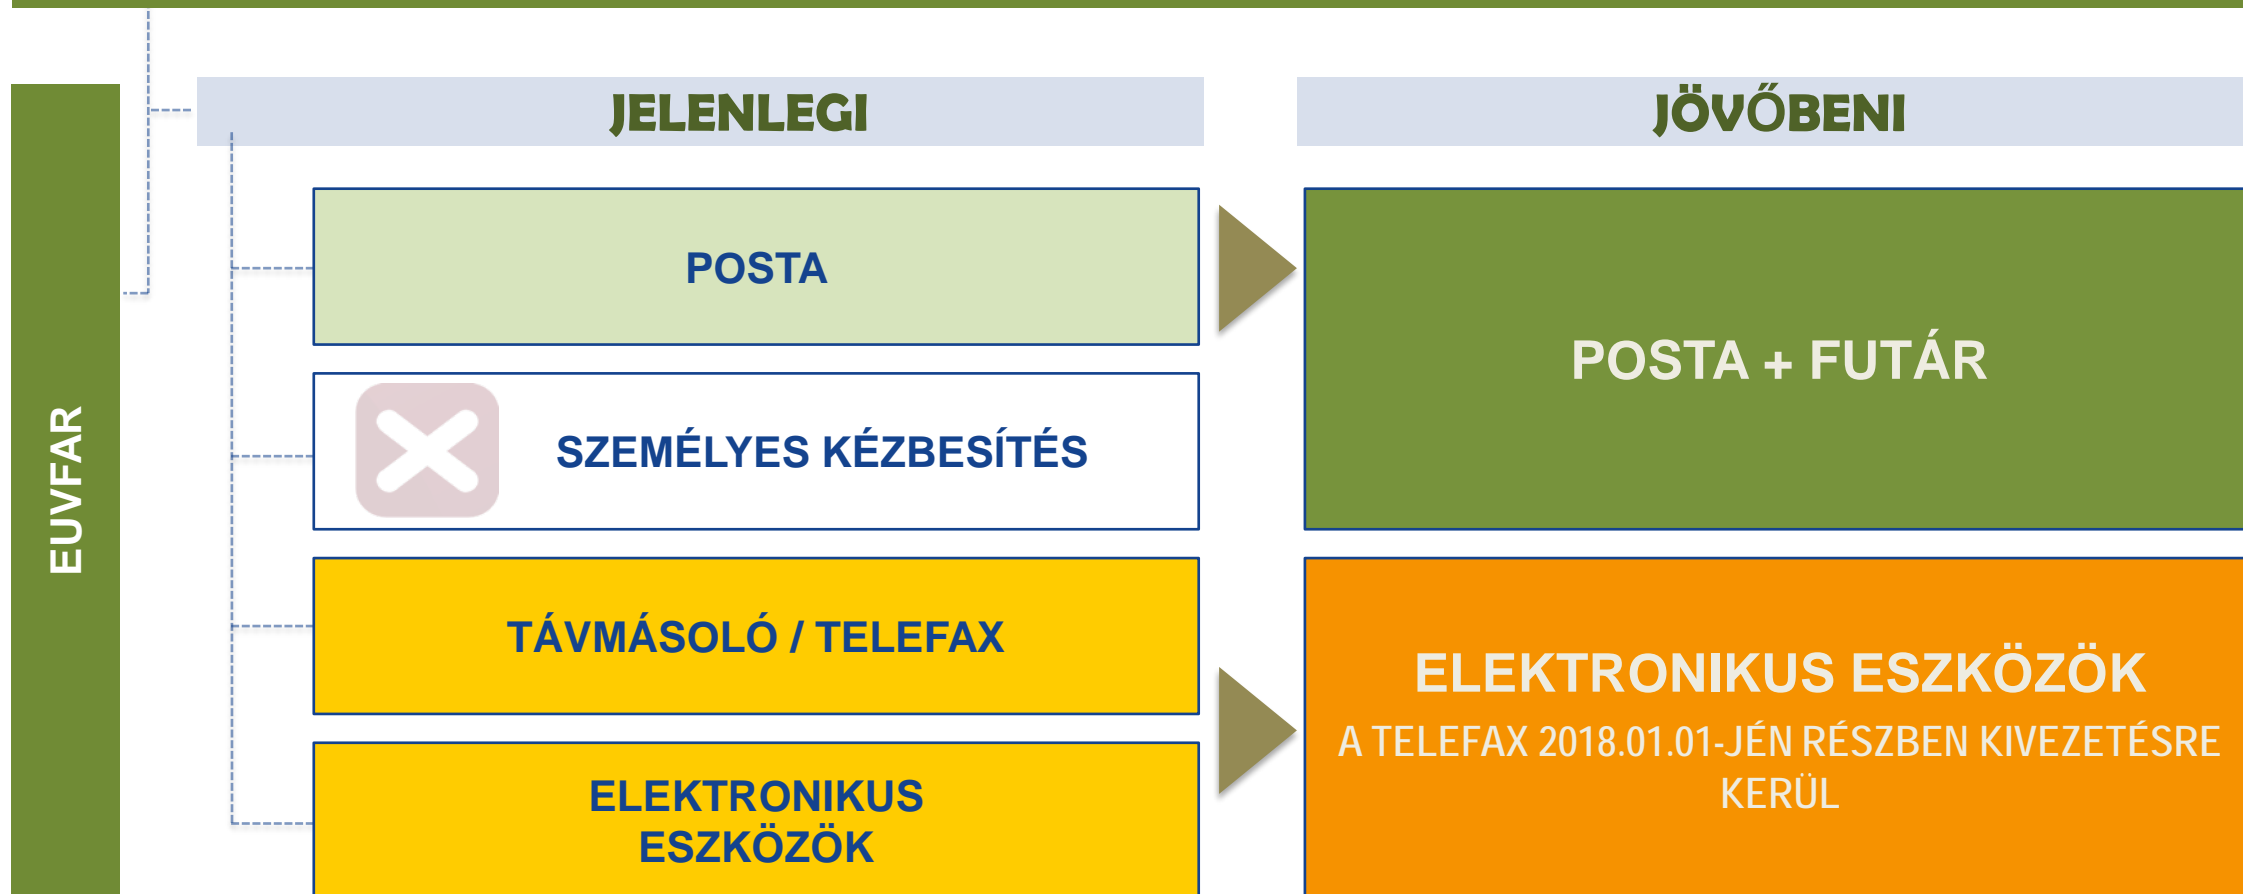 JELENLEGI
JÖVŐBENI
EUVFAR
POSTA
SZEMÉLYES KÉZBESÍTÉS
TÁVMÁSOLÓ / TELEFAX
ELEKTRONIKUS
ESZKÖZÖK
POSTA + FUTÁR
ELEKTRONIKUS ESZKÖZÖK
A TELEFAX 2018.01.01-JÉN RÉSZBEN KIVEZETÉSRE
KERÜL